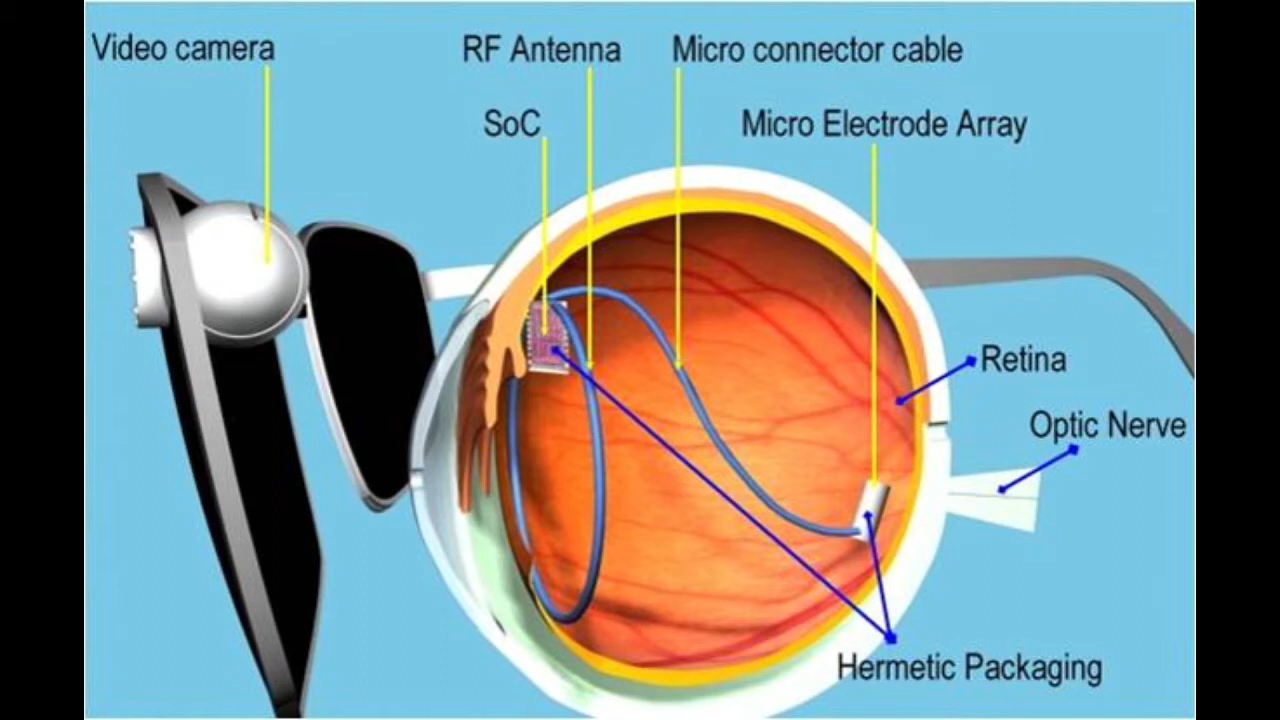 Video camera
RF Antenna
Micro connector cable
SoC
Micro Electrode Array
Retina
Optic Nerve
Hermetic Packaging